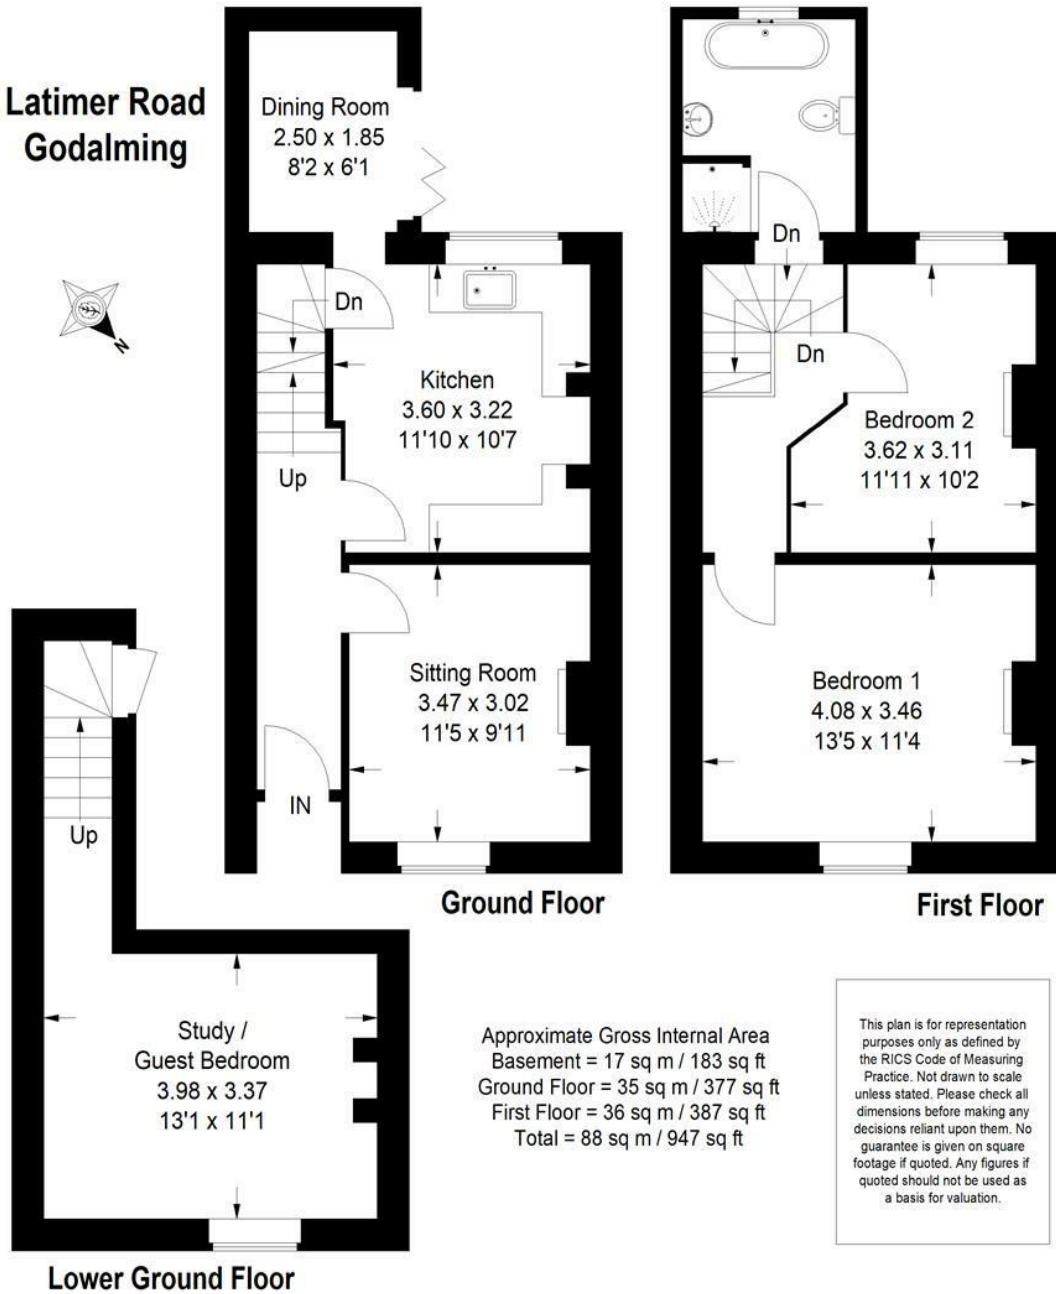 Latimer Road
Godalming
Dining Room
2.50 x 1.85
8'2 x 6'1
N
Dn
Kitchen
3.60 x 3.22
11'10 x 10'7
Up
Sitting Room
3.47 x 3.02
11'5 x 9'11
IN
Ground Floor
Dn
Dn
Bedroom 2
3.62 x 3.11
11'11 x 10'2
Bedroom 1
4.08 x 3.46
13'5 x 11'4
First Floor
Up
Study /
Guest Bedroom
3.98 x 3.37
13'1 x 11'1
Lower Ground Floor
Approximate Gross Internal Area
Basement = 17 sq m / 183 sq ft
Ground Floor = 35 sq m / 377 sq ft
First Floor = 36 sq m / 387 sq ft
Total = 88 sq m / 947 sq ft
This plan is for representation
purposes only as defined by
the RICS Code of Measuring
Practice. Not drawn to scale
unless stated. Please check all
dimensions before making any
decisions reliant upon them. No
guarantee is given on square
footage if quoted. Any figures if
quoted should not be used as
a basis for valuation.